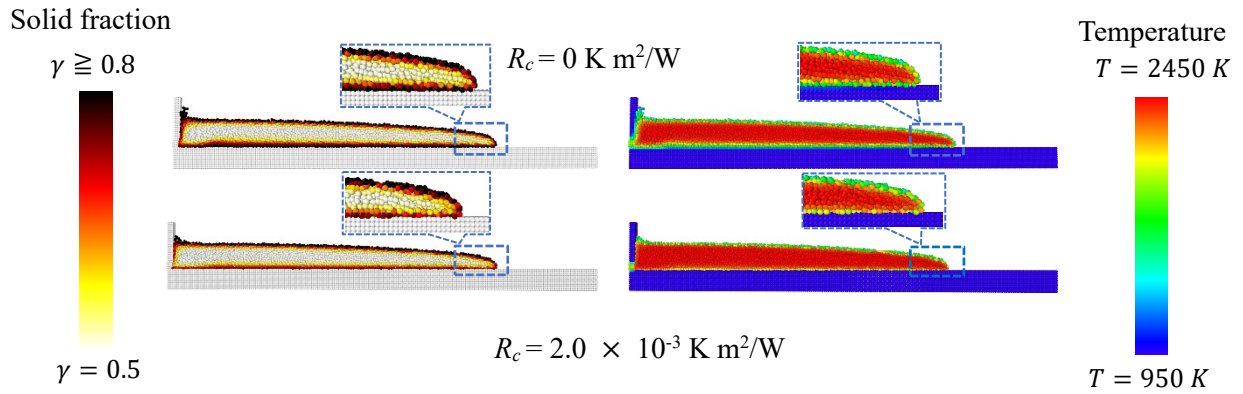 Solid fraction
γ ≧ 0.8
R_c = 0 K m²/W
Temperature
T = 2450 K
γ = 0.5
R_c = 2.0 × 10⁻³ K m²/W
T = 950 K